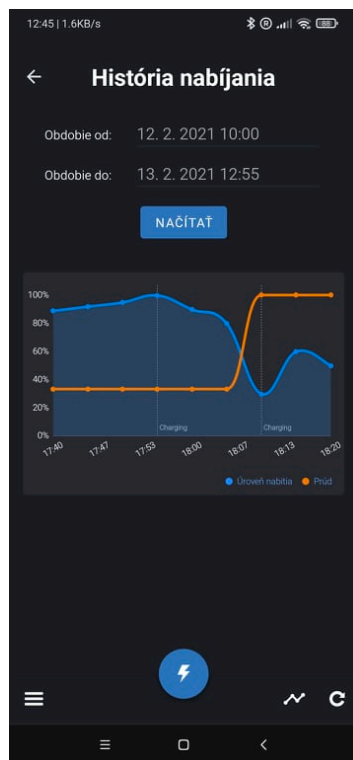 12:45 | 1.6KB/s
88
História nabíjania
Obdobie od: 12. 2. 2021 10:00
Obdobie do: 13. 2. 2021 12:55
NAČÍTAŤ
100%
80%
60%
40%
20%
0%
Charging Charging
17:40 17:47 17:53 18:00 18:07 18:13 18:20
Úroveň nabitia Prúd